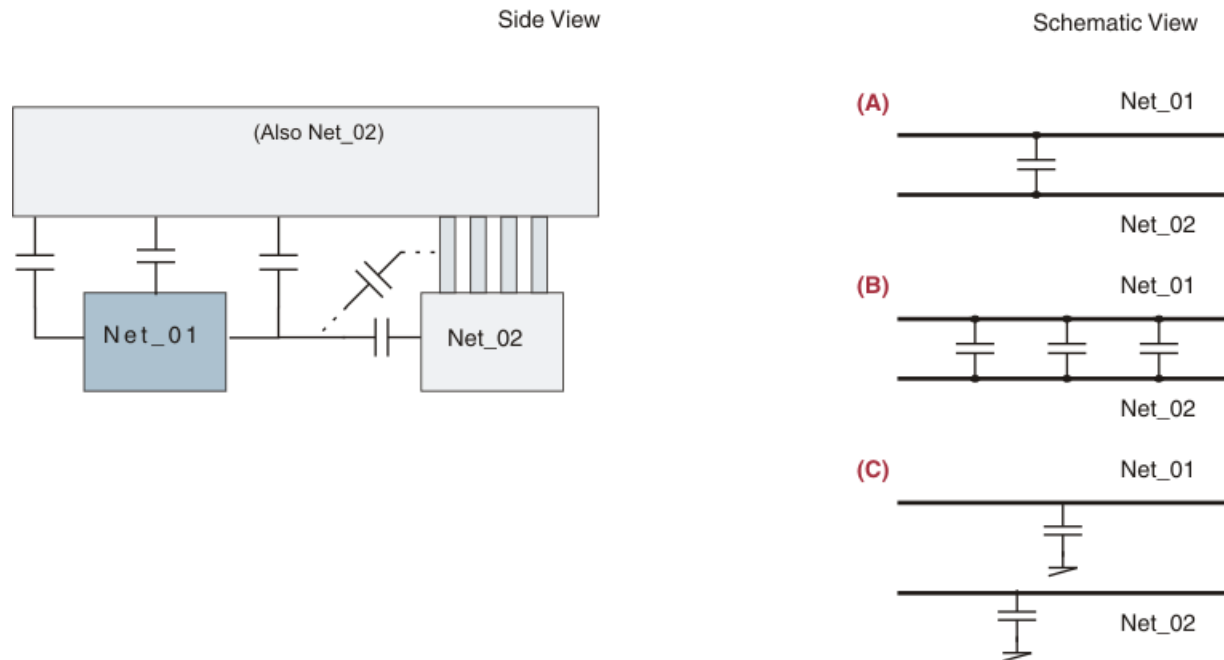 Side View
Schematic View
(Also Net_02)
Net_01
Net_02
(A)
Net_01
Net_02
(B)
Net_01
Net_02
(C)
Net_01
Net_02